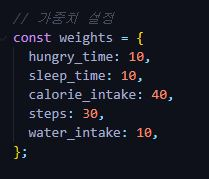 // 가중치 설정
const weights = {
hungry_time: 10,
sleep_time: 10,
calorie_intake: 40,
steps: 30,
water_intake: 10,
};